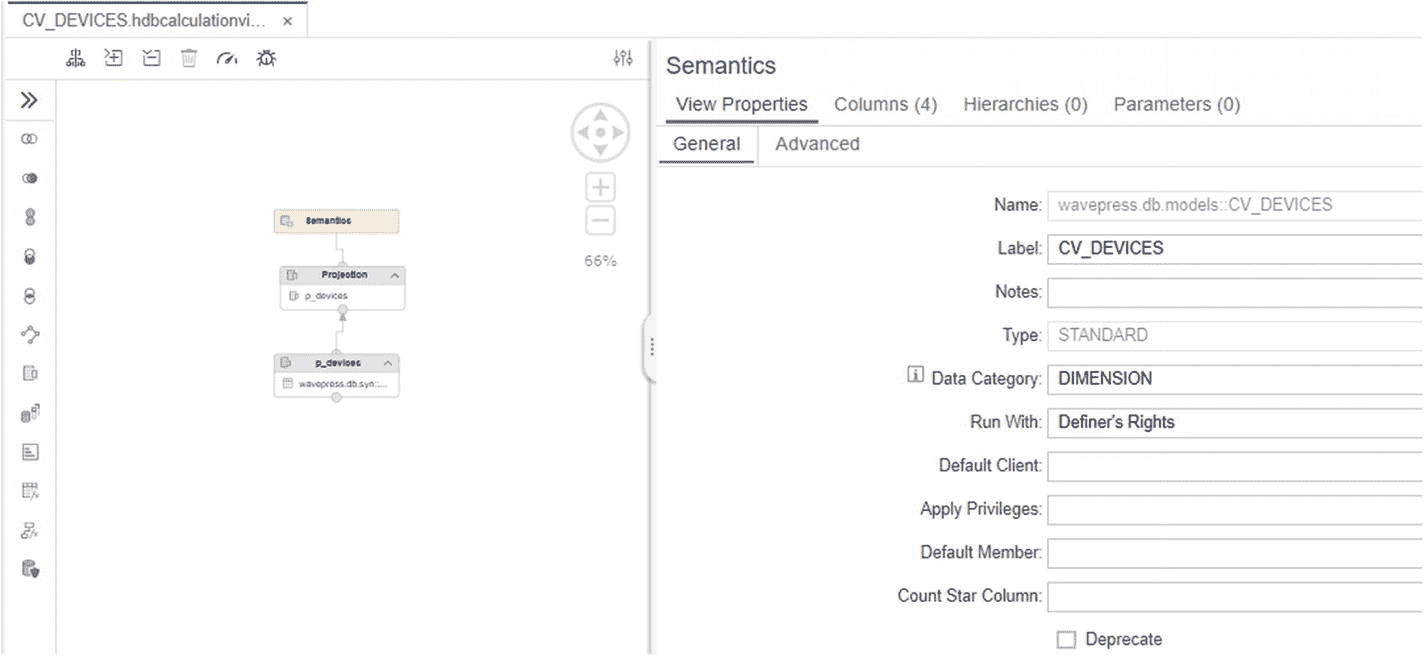 CV_DEVICES.hdbcalculationvi... ×
Semantics
Projection
p_devices
p_devices
wavepress.db.syn::...
66%
Semantics
View Properties Columns (4) Hierarchies (0) Parameters (0)
General Advanced
Name: wavepress.db.models::CV_DEVICES
Label: CV_DEVICES
Notes:
Type: STANDARD
Data Category: DIMENSION
Run With: Definer's Rights
Default Client:
Apply Privileges:
Default Member:
Count Star Column:
Deprecate